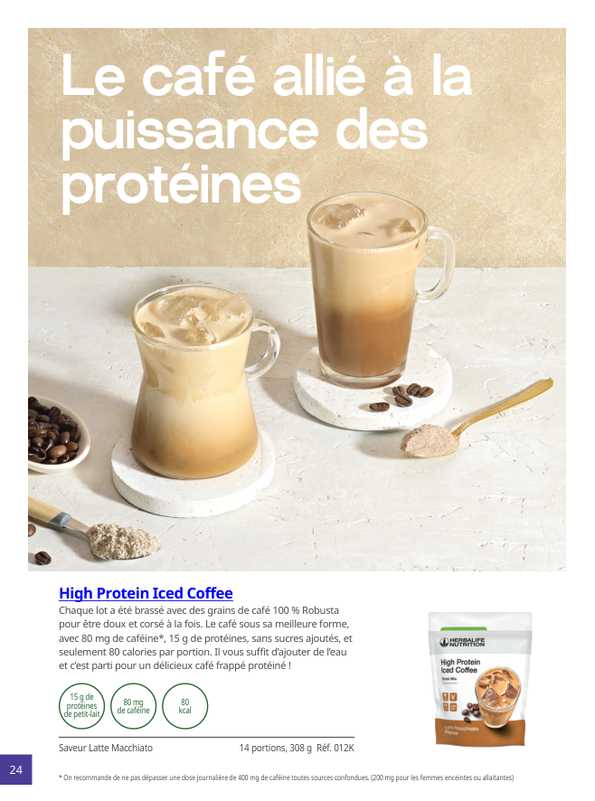 Le café allié à la
puissance des
protéines
High Protein Iced Coffee
Chaque lot a été brassé avec des grains de café 100 % Robusta
pour être doux et corsé à la fois. Le café sous sa meilleure forme,
avec 80 mg de caféine*, 15 g de protéines, sans sucres ajoutés, et
seulement 80 calories par portion. Il vous suffit d'ajouter de l'eau
et c'est parti pour un délicieux café frappé protéiné !
HERBALIFE
NUTRITION
High Protein
Iced Coffee
Drink Mix
15 g de
protéines
de petit-lait
80 mg
de caféine
80
kcal
Saveur Latte Macchiato
14 portions, 308 g Réf. 012K
24
* On recommande de ne pas dépasser une dose journalière de 400 mg de caféine toutes sources confondues. (200 mg pour les femmes enceintes ou allaitantes)